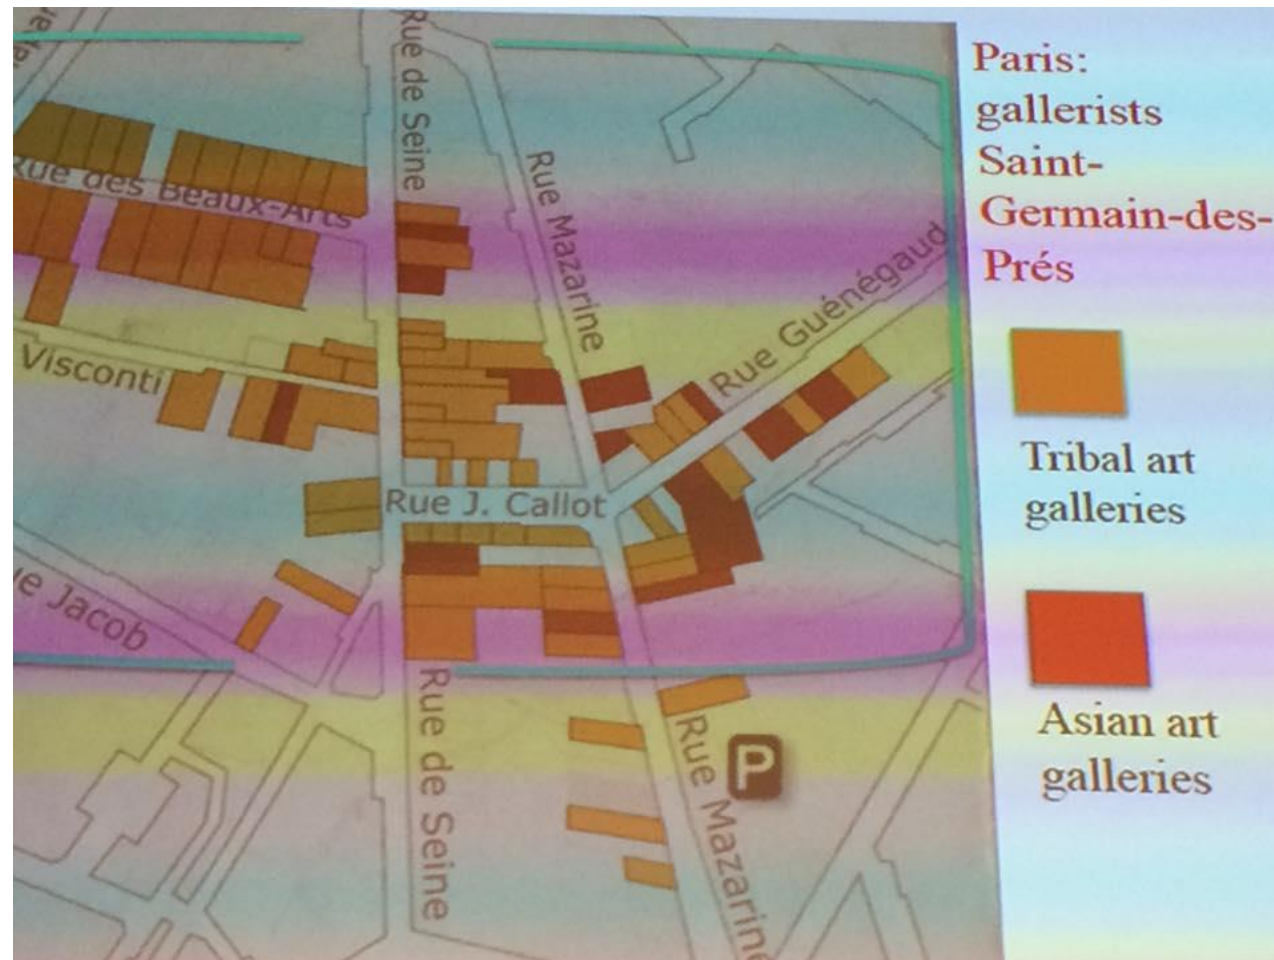 Paris:
gallerists
Saint-
Germain-des-
Prés
Tribal art
galleries
Asian art
galleries
Rue de Seine
Rue Mazarine
Rue des Beaux-Arts
Rue Guénégaud
Visconti
Rue J. Callot
ue Jacob
Rue de Seine
Rue Mazarine
P